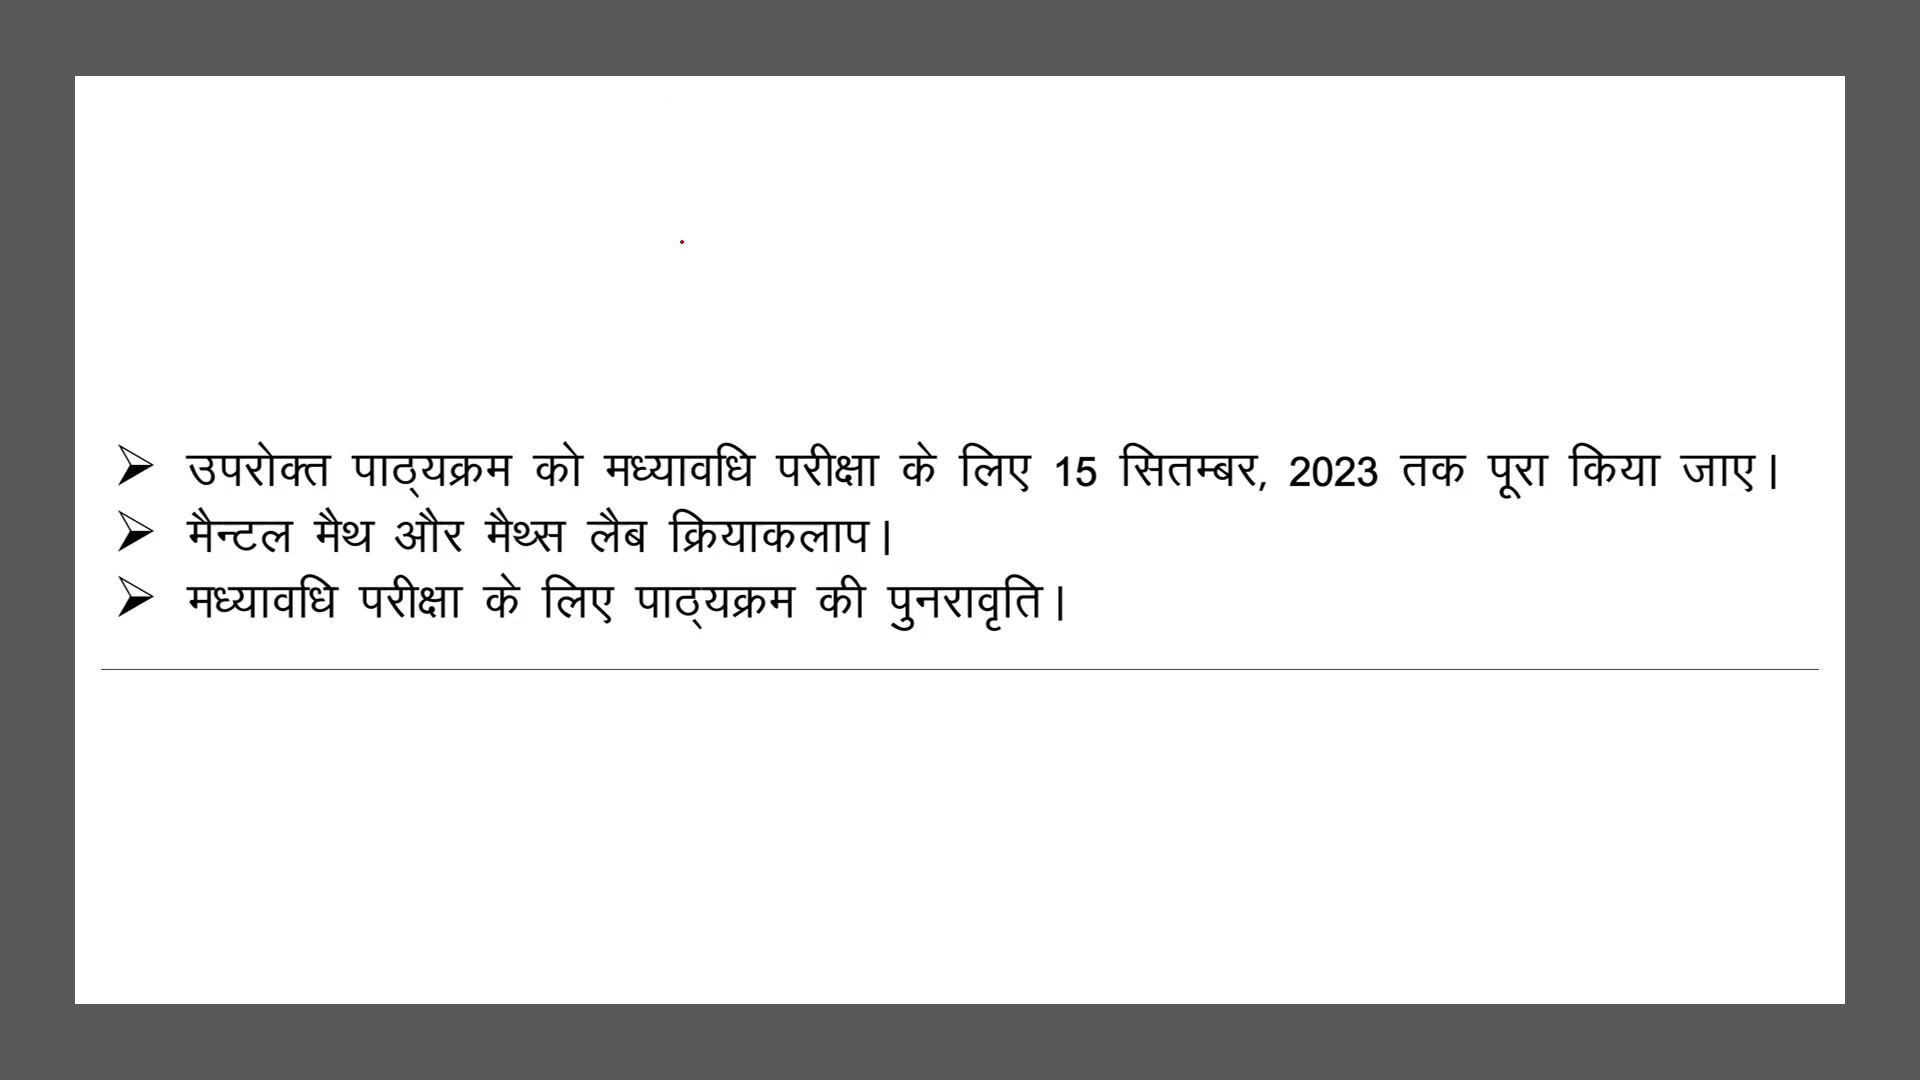 ➢ उपरोक्त पाठ्यक्रम को मध्यावधि परीक्षा के लिए 15 सितम्बर, 2023 तक पूरा किया जाए।
➢ मैन्टल मैथ और मैथ्स लैब क्रियाकलाप।
➢ मध्यावधि परीक्षा के लिए पाठ्यक्रम की पुनरावृति।